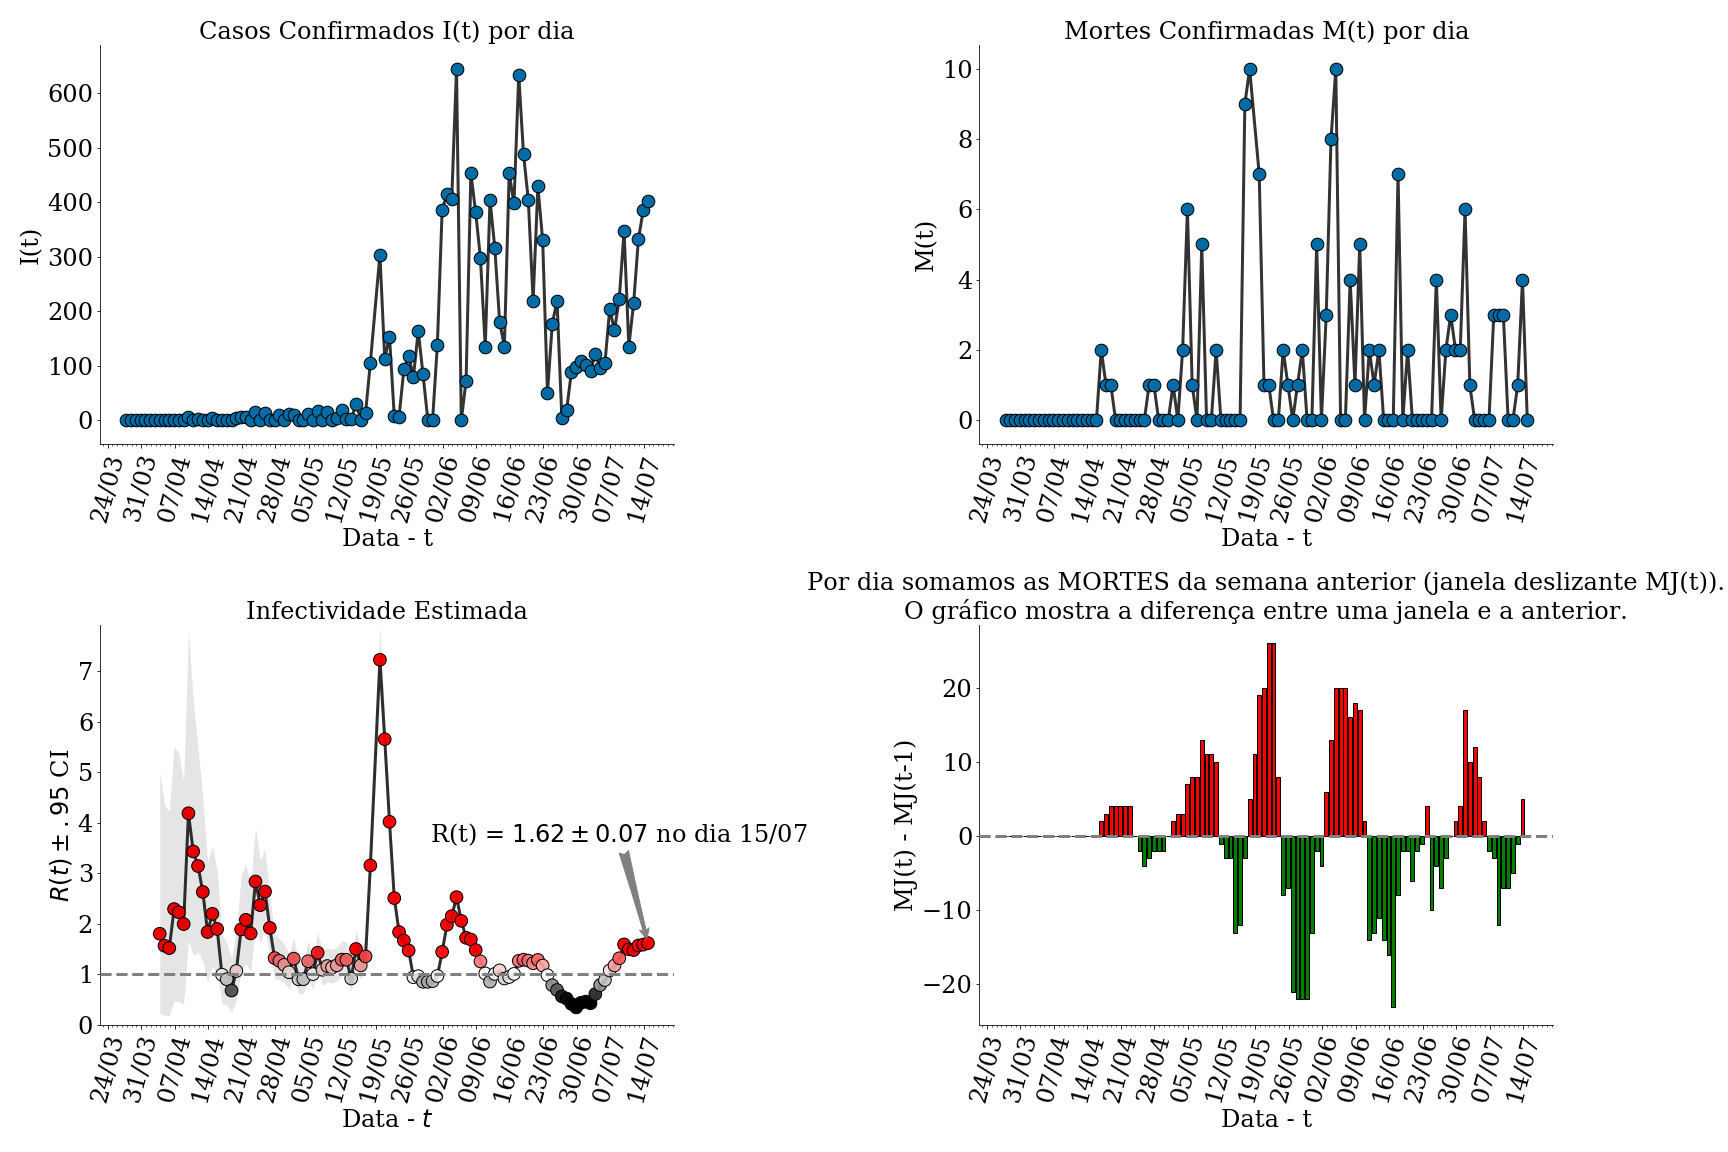 Casos Confirmados I(t) por dia
I(t)
600
500
400
300
200
100
0
24/03 31/03 07/04 14/04 21/04 28/04 05/05 12/05 19/05 26/05 02/06 09/06 16/06 23/06 30/06 07/07 14/07
Data - t
Mortes Confirmadas M(t) por dia
M(t)
10
8
6
4
2
0
24/03 31/03 07/04 14/04 21/04 28/04 05/05 12/05 19/05 26/05 02/06 09/06 16/06 23/06 30/06 07/07 14/07
Data - t
Infectividade Estimada
R(t) ± .95 CI
7
6
5
4
3
2
1
0
R(t) = 1.62 ± 0.07 no dia 15/07
24/03 31/03 07/04 14/04 21/04 28/04 05/05 12/05 19/05 26/05 02/06 09/06 16/06 23/06 30/06 07/07 14/07
Data - t
Por dia somamos as MORTES da semana anterior (janela deslizante MJ(t)).
O gráfico mostra a diferença entre uma janela e a anterior.
MJ(t) - MJ(t-1)
20
10
0
−10
−20
24/03 31/03 07/04 14/04 21/04 28/04 05/05 12/05 19/05 26/05 02/06 09/06 16/06 23/06 30/06 07/07 14/07
Data - t